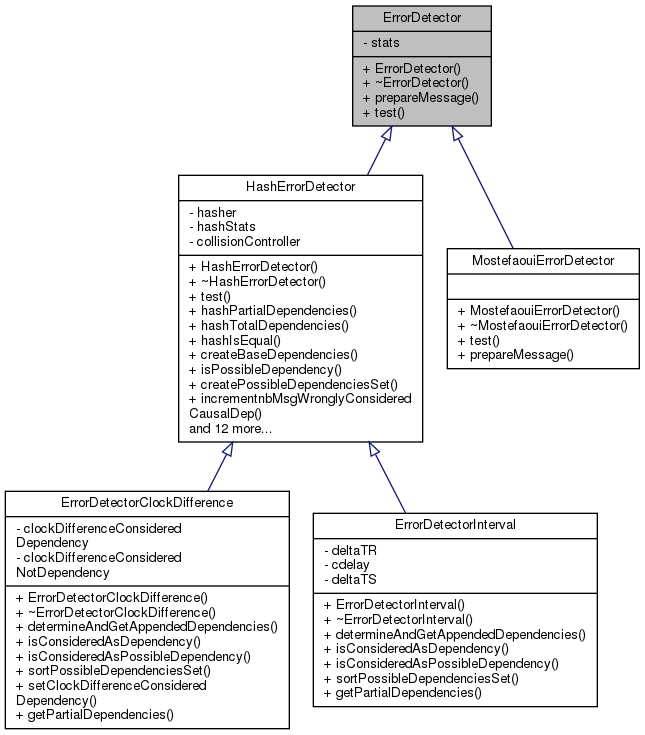 ErrorDetector
- stats
+ ErrorDetector()
+ ~ErrorDetector()
+ prepareMessage()
+ test()
HashErrorDetector
- hasher
- hashStats
- collisionController
+ HashErrorDetector()
+ ~HashErrorDetector()
+ test()
+ hashPartialDependencies()
+ hashTotalDependencies()
+ hashIsEqual()
+ createBaseDependencies()
+ isPossibleDependency()
+ createPossibleDependenciesSet()
+ incrementnbMsgWronglyConsidered
CausalDep()
and 12 more...
MostefaouiErrorDetector
+ MostefaouiErrorDetector()
+ ~MostefaouiErrorDetector()
+ test()
+ prepareMessage()
ErrorDetectorClockDifference
- clockDifferenceConsidered
Dependency
- clockDifferenceConsidered
NotDependency
+ ErrorDetectorClockDifference()
+ ~ErrorDetectorClockDifference()
+ determineAndGetAppendedDependencies()
+ isConsideredAsDependency()
+ isConsideredAsPossibleDependency()
+ sortPossibleDependenciesSet()
+ setClockDifferenceConsidered
Dependency()
+ getPartialDependencies()
ErrorDetectorInterval
- deltaTR
- cdelay
- deltaTS
+ ErrorDetectorInterval()
+ ~ErrorDetectorInterval()
+ determineAndGetAppendedDependencies()
+ isConsideredAsDependency()
+ isConsideredAsPossibleDependency()
+ sortPossibleDependenciesSet()
+ getPartialDependencies()